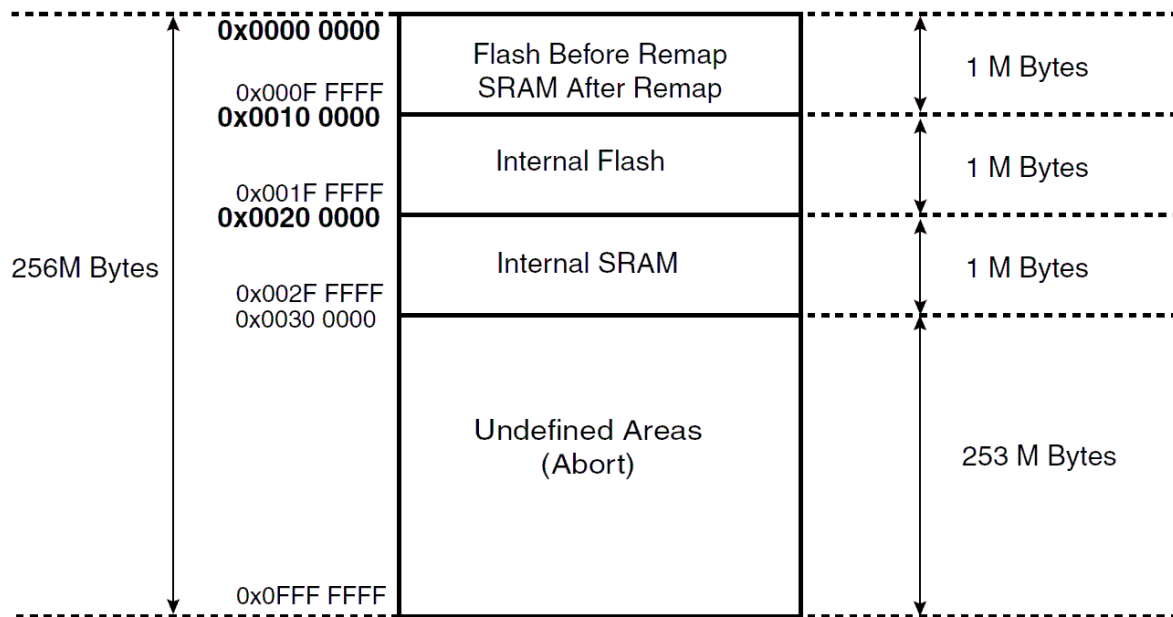 0x0000 0000
Flash Before Remap
SRAM After Remap
1 M Bytes
0x000F FFFF
0x0010 0000
Internal Flash
1 M Bytes
0x001F FFFF
0x0020 0000
256M Bytes
Internal SRAM
1 M Bytes
0x002F FFFF
0x0030 0000
Undefined Areas
(Abort)
253 M Bytes
0x0FFF FFFF